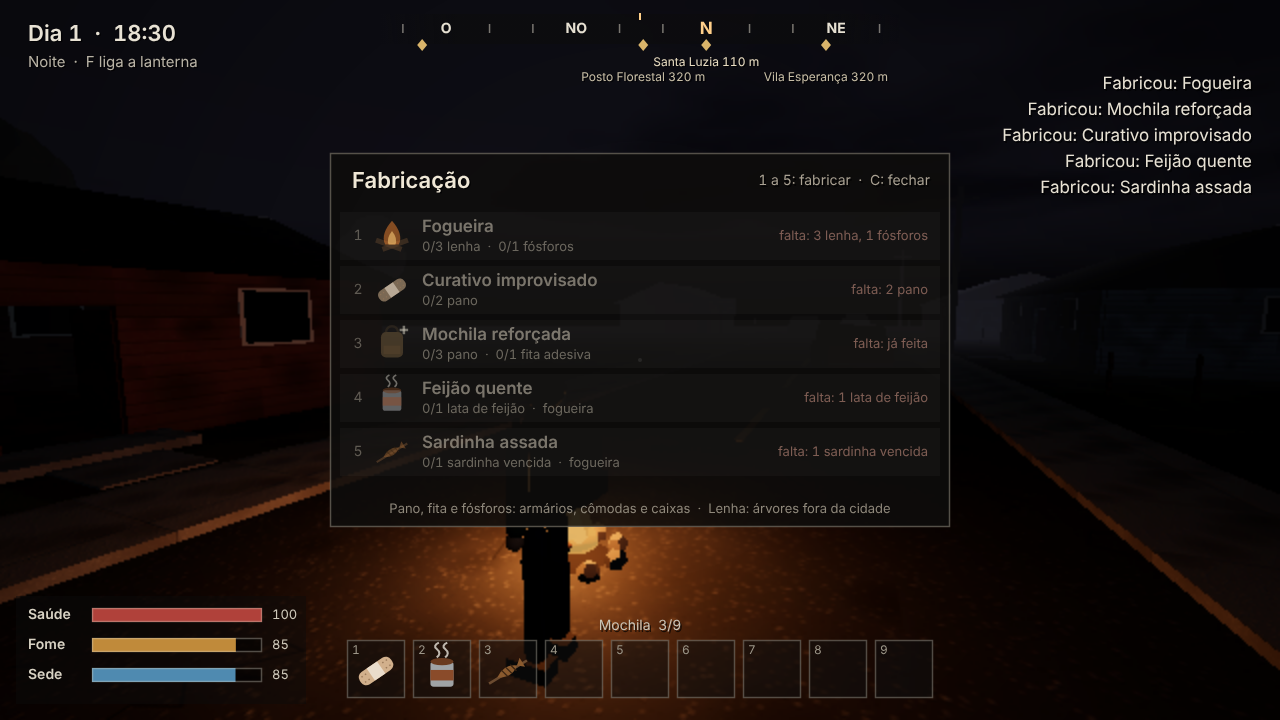 Dia 1 · 18:30
Noite · F liga a lanterna
O NO N NE
Santa Luzia 110 m
Posto Florestal 320 m Vila Esperança 320 m
Fabricou: Fogueira
Fabricou: Mochila reforçada
Fabricou: Curativo improvisado
Fabricou: Feijão quente
Fabricou: Sardinha assada
Fabricação 1 a 5: fabricar · C: fechar
1 Fogueira
0/3 lenha · 0/1 fósforos
falta: 3 lenha, 1 fósforos
2 Curativo improvisado
0/2 pano
falta: 2 pano
3 Mochila reforçada
0/3 pano · 0/1 fita adesiva
falta: já feita
4 Feijão quente
0/1 lata de feijão · fogueira
falta: 1 lata de feijão
5 Sardinha assada
0/1 sardinha vencida · fogueira
falta: 1 sardinha vencida
Pano, fita e fósforos: armários, cômodas e caixas · Lenha: árvores fora da cidade
Saúde 100
Fome 85
Sede 85
Mochila 3/9
1 2 3 4 5 6 7 8 9